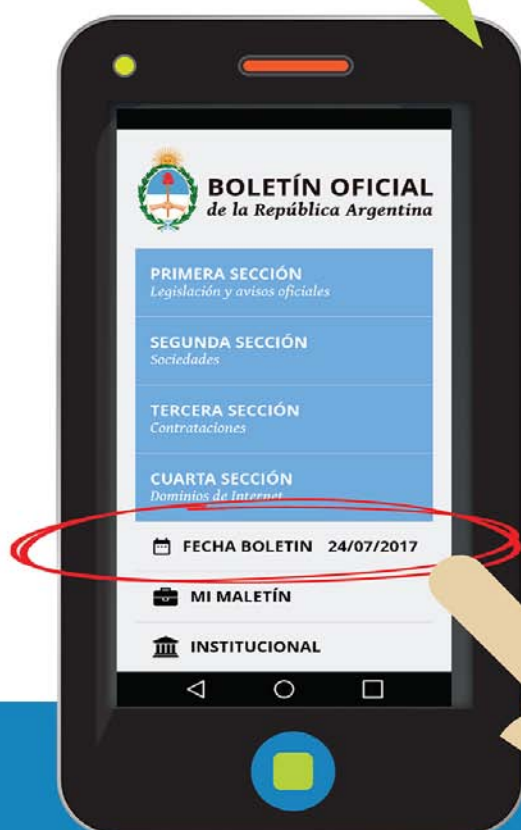 BOLETÍN OFICIAL
de la República Argentina
PRIMERA SECCIÓN
Legislación y avisos oficiales
SEGUNDA SECCIÓN
Sociedades
TERCERA SECCIÓN
Contrataciones
CUARTA SECCIÓN
Dominios de Internet
FECHA BOLETIN 24/07/2017
MI MALETÍN
INSTITUCIONAL